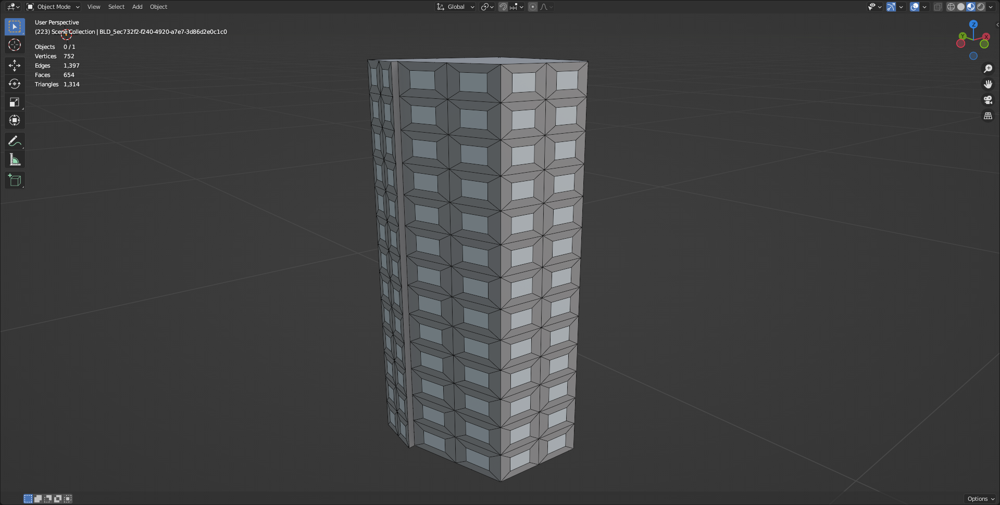 Object Mode View Select Add Object Global
User Perspective
(223) Scene Collection | BLD_5ec732f2-f240-4920-a7e7-3d86d2e0c1c0
Objects 0 / 1
Vertices 752
Edges 1,397
Faces 654
Triangles 1,314
Z
Y X
Options